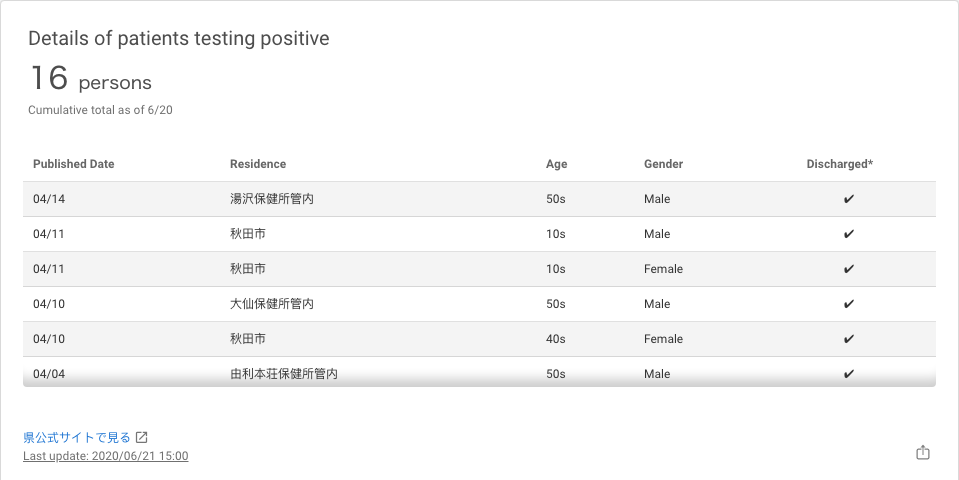 Details of patients testing positive
16 persons
Cumulative total as of 6/20
Published Date Residence Age Gender Discharged*
04/14 湯沢保健所管内 50s Male ✔
04/11 秋田市 10s Male ✔
04/11 秋田市 10s Female ✔
04/10 大仙保健所管内 50s Male ✔
04/10 秋田市 40s Female ✔
04/04 由利本荘保健所管内 50s Male ✔
県公式サイトで見る
Last update: 2020/06/21 15:00